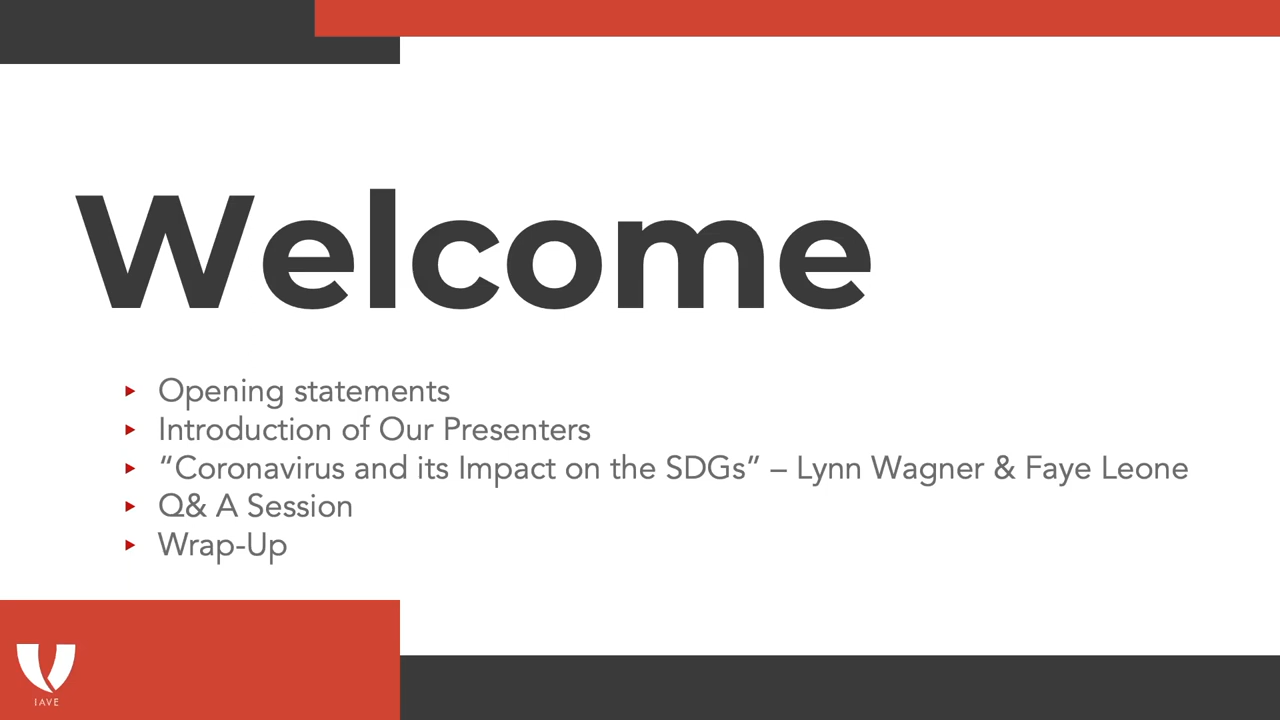 Welcome
Opening statements
Introduction of Our Presenters
“Coronavirus and its Impact on the SDGs” – Lynn Wagner & Faye Leone
Q& A Session
Wrap-Up
IAVE